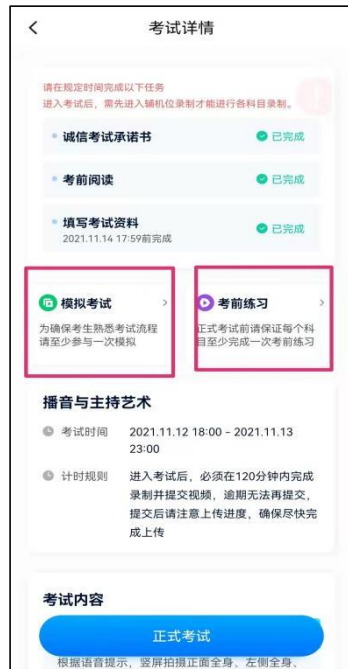 考试详情
请在规定时间完成以下任务
进入考试后，需先进入辅机位录制才能进行各科目录制。
诚信考试承诺书
已完成
考前阅读
已完成
填写考试资料
2021.11.14 17:59前完成
已完成
模拟考试
为确保考生熟悉考试流程
请至少参与一次模拟
考前练习
正式考试前请保证每个科
目至少完成一次考前练习
播音与主持艺术
考试时间
2021.11.12 18:00 - 2021.11.13
23:00
计时规则
进入考试后，必须在120分钟内完成
录制并提交视频，逾期无法再提交，
提交后请注意上传进度，确保尽快完
成上传
考试内容
正式考试
根据语音提示，竖屏拍摄正面全身、左侧全身、